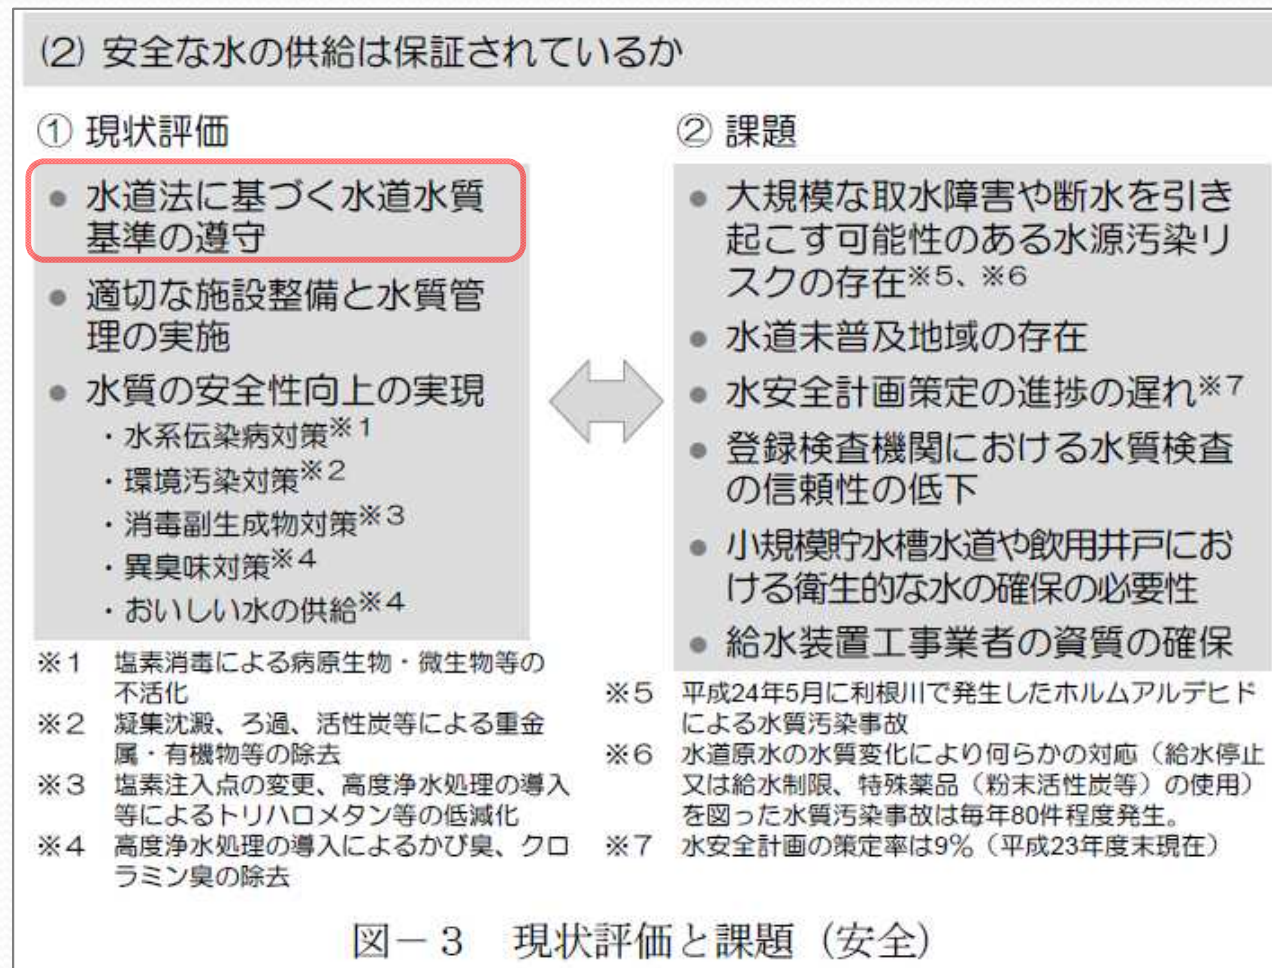 (2) 安全な水の供給は保証されているか
① 現状評価
● 水道法に基づく水道水質
基準の遵守
● 適切な施設整備と水質管
理の実施
● 水質の安全性向上の実現
・水系伝染病対策※1
・環境汚染対策※2
・消毒副生成物対策※3
・異臭味対策※4
・おいしい水の供給※4
※1 塩素消毒による病原生物・微生物等の
不活化
※2 凝集沈澱、ろ過、活性炭等による重金
属・有機物等の除去
※3 塩素注入点の変更、高度浄水処理の導入
等によるトリハロメタン等の低減化
※4 高度浄水処理の導入によるかび臭、クロ
ラミン臭の除去
② 課題
● 大規模な取水障害や断水を引き
起こす可能性のある水源汚染リ
スクの存在※5、※6
● 水道未普及地域の存在
● 水安全計画策定の進捗の遅れ※7
● 登録検査機関における水質検査
の信頼性の低下
● 小規模貯水槽水道や飲用井戸にお
ける衛生的な水の確保の必要性
● 給水装置工事業者の資質の確保
※5 平成24年5月に利根川で発生したホルムアルデヒド
による水質汚染事故
※6 水道原水の水質変化により何らかの対応（給水停止
又は給水制限、特殊薬品（粉末活性炭等）の使用）
を図った水質汚染事故は毎年80件程度発生。
※7 水安全計画の策定率は9％（平成23年度末現在）
図－3 現状評価と課題（安全）